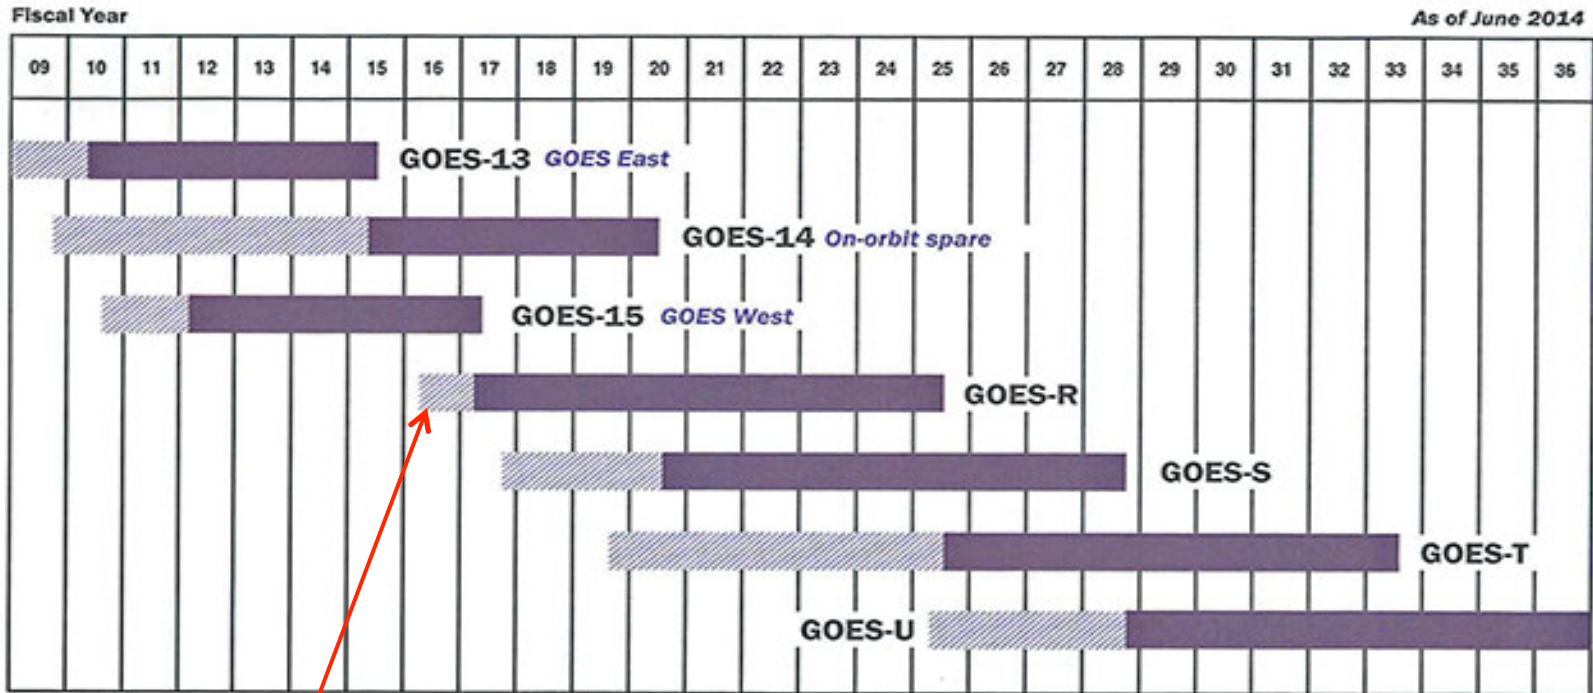 Fiscal Year As of June 2014
09 10 11 12 13 14 15 16 17 18 19 20 21 22 23 24 25 26 27 28 29 30 31 32 33 34 35 36
GOES-13 GOES East
GOES-14 On-orbit spare
GOES-15 GOES West
GOES-R
GOES-S
GOES-T
GOES-U